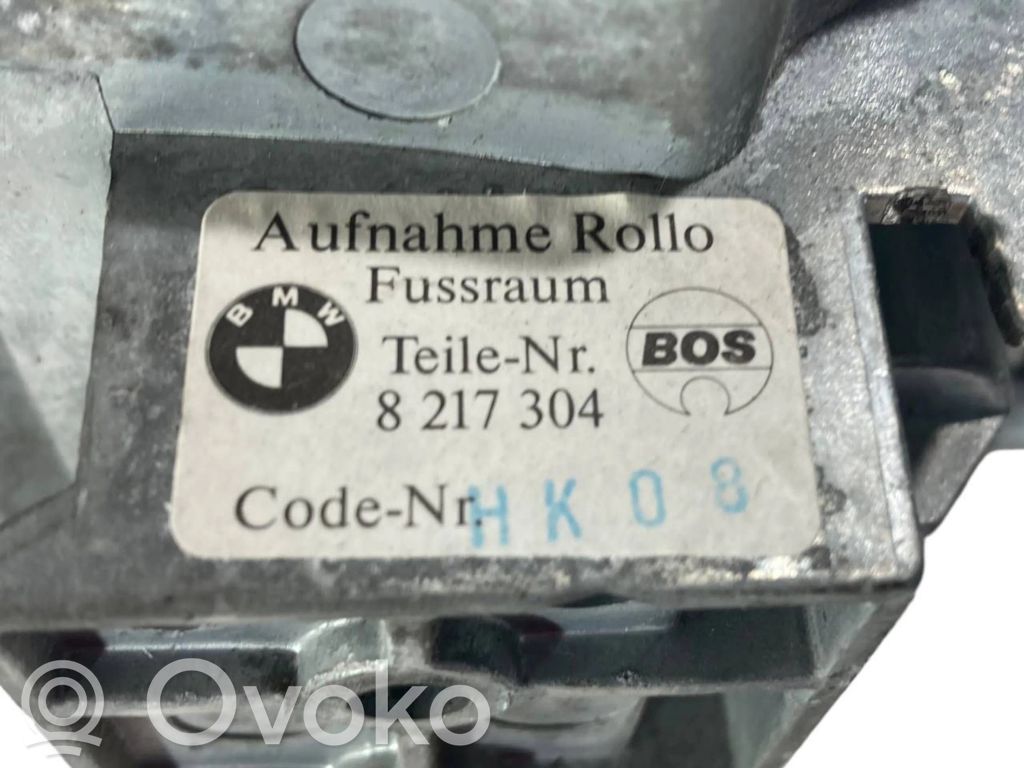 Aufnahme Rollo
Fussraum
BMW
Teile-Nr.
BOS
8 217 304
Code-Nr. HK08
Ovoko